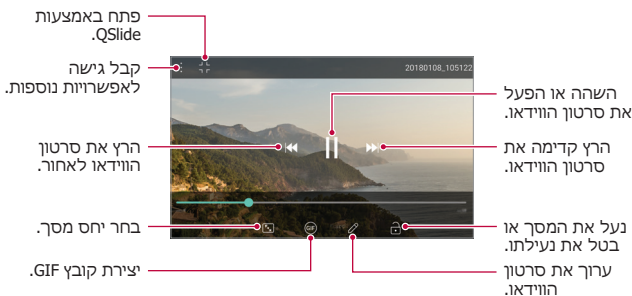 פתח באמצעות
QSlide.
קבל גישה
לאפשרויות נוספות.
20180108_105122
השהה או הפעל
את סרטון הווידאו.
הרץ את סרטון
הווידאו לאחור.
הרץ קדימה את
סרטון הווידאו.
בחר יחס מסך.
נעל את המסך או
בטל את נעילתו.
GIF
יצירת קובץ GIF.
ערוך את סרטון
הווידאו.